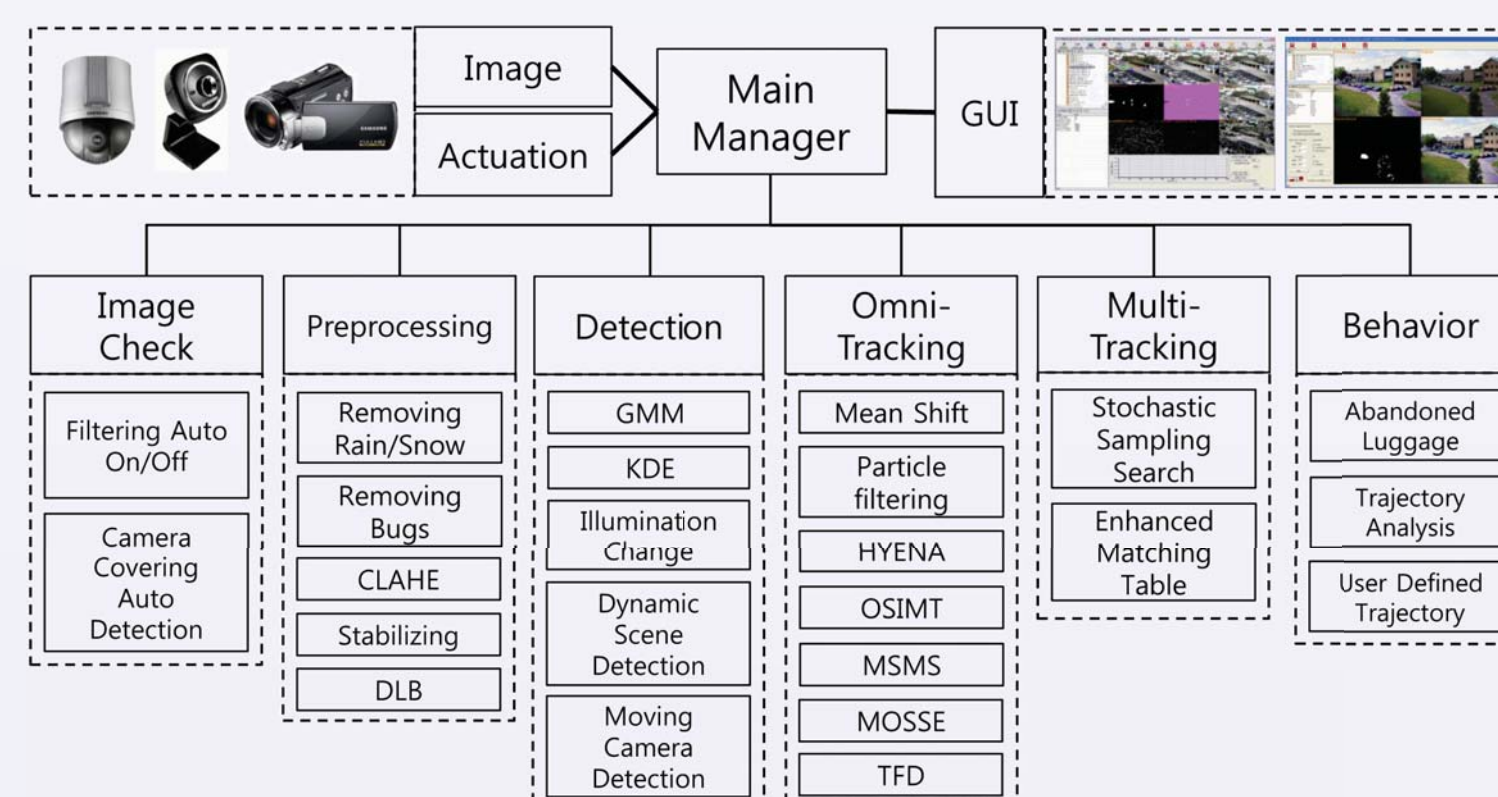 Image
Actuation
Main
Manager
GUI
SAMSUNG
Image
Check
Filtering Auto
On/Off
Camera
Covering
Auto
Detection
Preprocessing
Removing
Rain/Snow
Removing
Bugs
CLAHE
Stabilizing
DLB
Detection
GMM
KDE
Illumination
Change
Dynamic
Scene
Detection
Moving
Camera
Detection
Omni-
Tracking
Mean Shift
Particle
filtering
HYENA
OSIMT
MSMS
MOSSE
TFD
Multi-
Tracking
Stochastic
Sampling
Search
Enhanced
Matching
Table
Behavior
Abandoned
Luggage
Trajectory
Analysis
User Defined
Trajectory